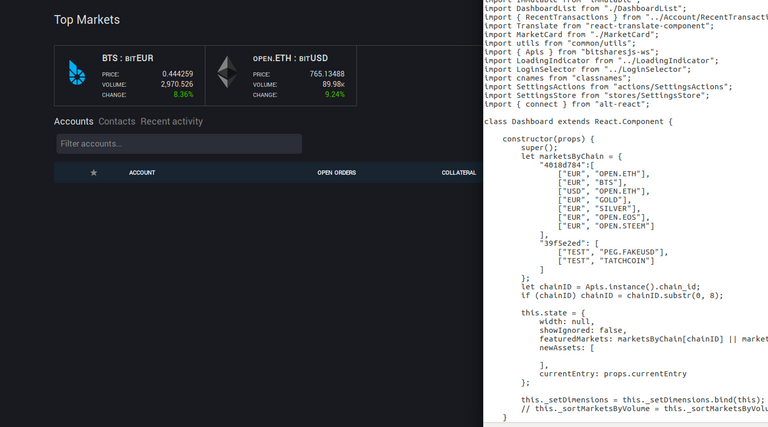 Top Markets
BTS : BITEUR
PRICE: 0.444259
VOLUME: 2,970.526
CHANGE: 8.36%
OPEN.ETH : BITUSD
PRICE: 765.13488
VOLUME: 89.98K
CHANGE: 9.24%
Accounts Contacts Recent activity
Filter accounts...
★ ACCOUNT OPEN ORDERS COLLATERAL
import DashboardList from "./DashboardList";
import { RecentTransactions } from "../Account/RecentTransacti
import Translate from "react-translate-component";
import MarketCard from "./MarketCard";
import utils from "common/utils";
import { Apis } from "bitsharesjs-ws";
import LoadingIndicator from "../LoadingIndicator";
import LoginSelector from "../LoginSelector";
import cnames from "classnames";
import SettingsActions from "actions/SettingsActions";
import SettingsStore from "stores/SettingsStore";
import { connect } from "alt-react";
class Dashboard extends React.Component {
constructor(props) {
super();
let marketsByChain = {
"4018d784":[
["EUR", "OPEN.ETH"],
["EUR", "BTS"],
["USD", "OPEN.ETH"],
["EUR", "GOLD"],
["EUR", "SILVER"],
["EUR", "OPEN.EOS"],
["EUR", "OPEN.STEEM"]
],
"39f5e2ed": [
["TEST", "PEG.FAKEUSD"],
["TEST", "TATCHCOIN"]
]
};
let chainID = Apis.instance().chain_id;
if (chainID) chainID = chainID.substr(0, 8);
this.state = {
width: null,
showIgnored: false,
featuredMarkets: marketsByChain[chainID] || market
newAssets: [
],
currentEntry: props.currentEntry
};
this._setDimensions = this._setDimensions.bind(this);
// this._sortMarketsByVolume = this._sortMarketsByVolu
}